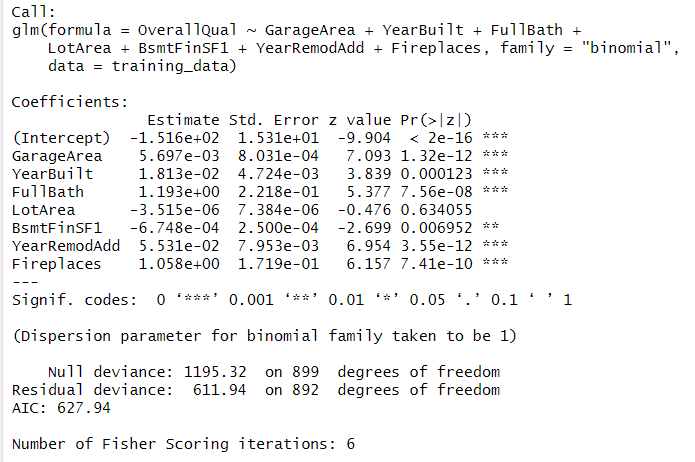 Call:
glm(formula = OverallQual ~ GarageArea + YearBuilt + FullBath +
    LotArea + BsmtFinSF1 + YearRemodAdd + Fireplaces, family = "binomial",
    data = training_data)

Coefficients:
               Estimate Std. Error z value Pr(>|z|)
(Intercept)  -1.516e+02  1.531e+01  -9.904  < 2e-16 ***
GarageArea    5.697e-03  8.031e-04   7.093 1.32e-12 ***
YearBuilt     1.813e-02  4.724e-03   3.839 0.000123 ***
FullBath      1.193e+00  2.218e-01   5.377 7.56e-08 ***
LotArea      -3.515e-06  7.384e-06  -0.476 0.634055
BsmtFinSF1   -6.748e-04  2.500e-04  -2.699 0.006952 **
YearRemodAdd  5.531e-02  7.953e-03   6.954 3.55e-12 ***
Fireplaces    1.058e+00  1.719e-01   6.157 7.41e-10 ***
---
Signif. codes:  0 ‘***’ 0.001 ‘**’ 0.01 ‘*’ 0.05 ‘.’ 0.1 ‘ ’ 1

(Dispersion parameter for binomial family taken to be 1)

    Null deviance: 1195.32  on 899  degrees of freedom
Residual deviance:  611.94  on 892  degrees of freedom
AIC: 627.94

Number of Fisher Scoring iterations: 6